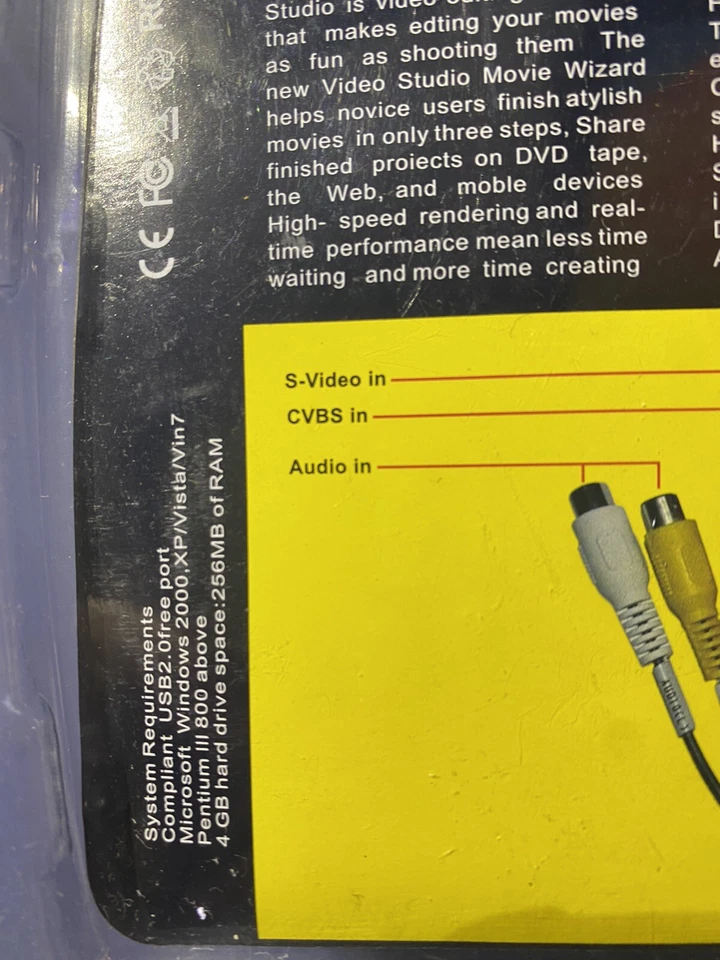 Studio is video
that makes edting your movies
as fun as shooting them The
new Video Studio Movie Wizard
helps novice users finish atylish
movies in only three steps, Share
finished proiects on DVD tape,
the Web, and moble devices
High- speed rendering and real-
time performance mean less time
waiting and more time creating
S-Video in
CVBS in
Audio in
System Requirements
Compliant USB2.0free port
Microsoft Windows 2000,XP/Vista/Vin7
Pentium III 800 above
4 GB hard drive space:256MB of RAM
CE FC